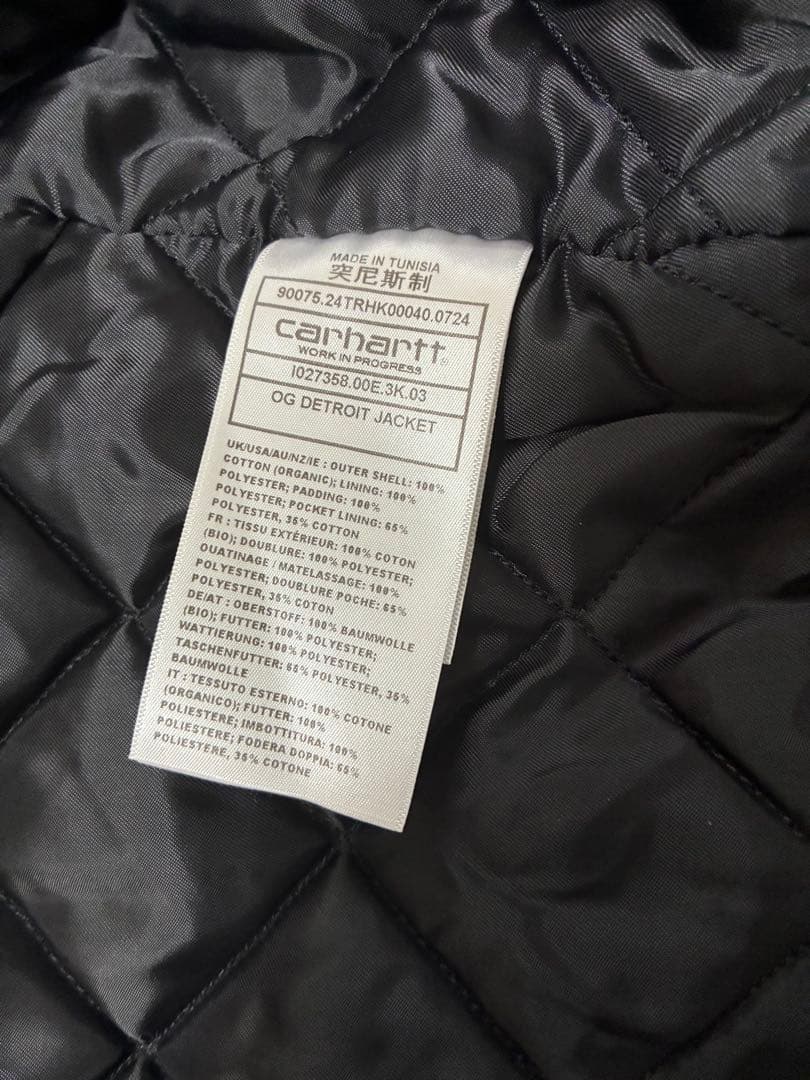 MADE IN TUNISIA
突尼斯制
90075.24TRHK00040.0724
carhartt
WORK IN PROGRESS
I027358.00E.3K.03
OG DETROIT JACKET
UK/USA/AU/NZ/IE : OUTER SHELL: 100%
COTTON (ORGANIC); LINING: 100%
POLYESTER; PADDING: 100%
POLYESTER; POCKET LINING: 65%
POLYESTER, 35% COTTON
FR : TISSU EXTÉRIEUR: 100% COTON
(BIO); DOUBLURE: 100% POLYESTER;
OUATINAGE / MATELASSAGE: 100%
POLYESTER; DOUBLURE POCHE: 65%
POLYESTER, 35% COTON
DE/AT : OBERSTOFF: 100% BAUMWOLLE
(BIO); FUTTER: 100% POLYESTER;
WATTIERUNG: 100% POLYESTER;
TASCHENFUTTER: 65% POLYESTER, 35%
BAUMWOLLE
IT : TESSUTO ESTERNO: 100% COTONE
(ORGANICO); FUTTER: 100%
POLIESTERE; IMBOTTITURA: 100%
POLIESTERE; FODERA DOPPIA: 65%
POLIESTERE, 35% COTONE